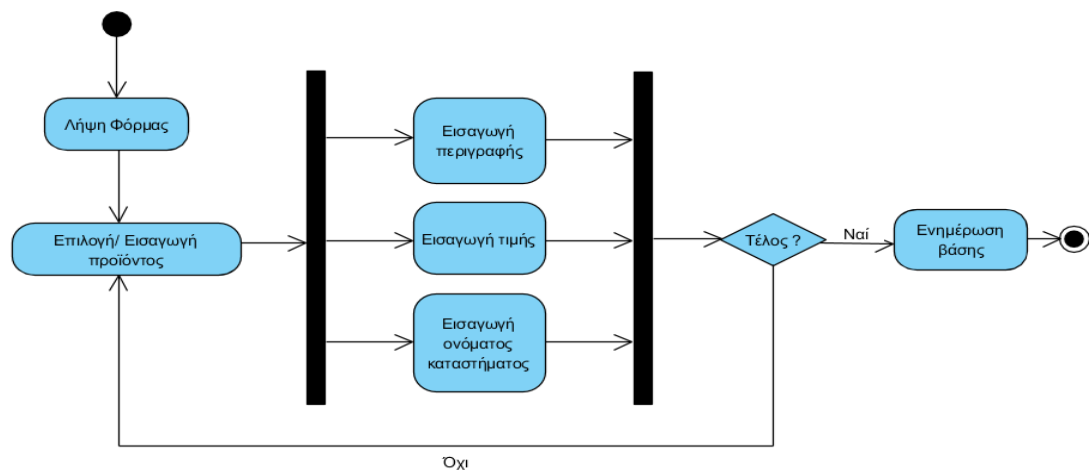 Λήψη Φόρμας
Επιλογή/ Εισαγωγή
προϊόντος
Εισαγωγή
περιγραφής
Εισαγωγή τιμής
Εισαγωγή
ονόματος
καταστήματος
Τέλος ?
Ναί
Ενημέρωση
βάσης
Όχι